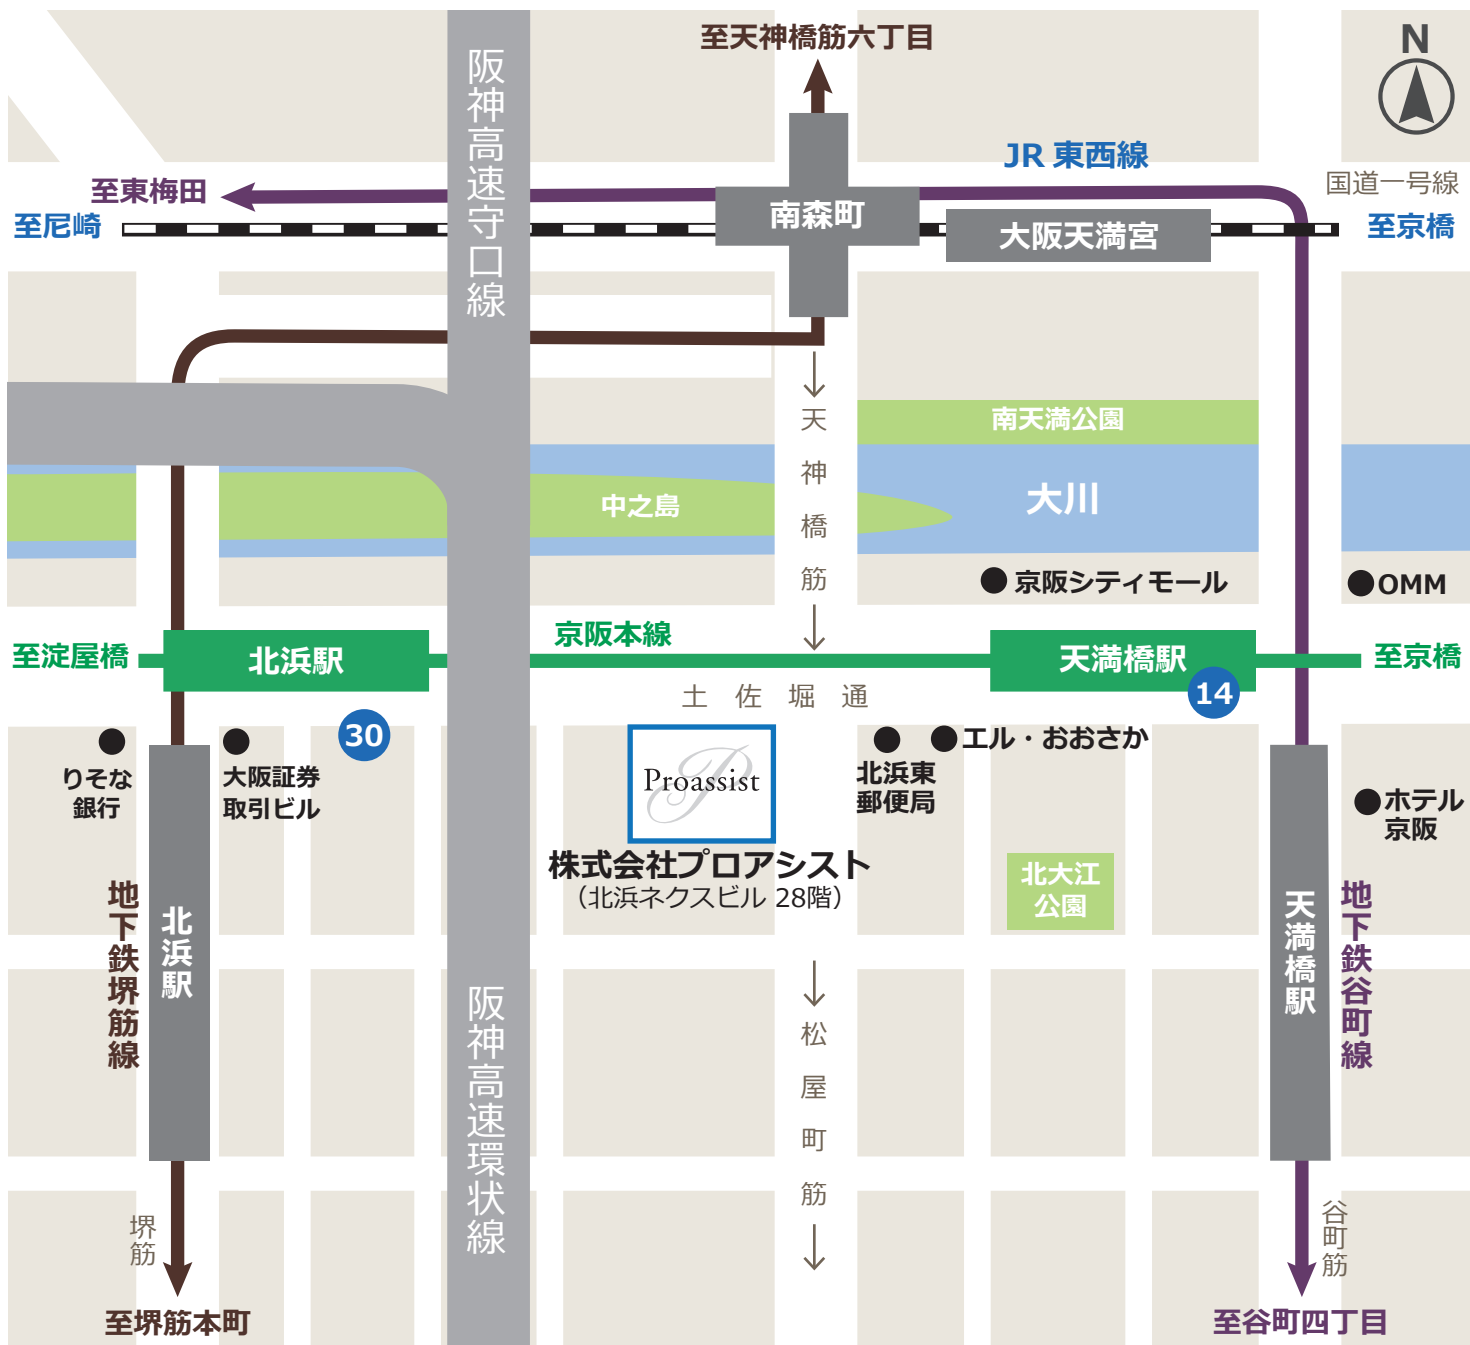 至天神橋筋六丁目
N
阪神高速守口線
JR 東西線
国道一号線
至東梅田
至尼崎
南森町
大阪天満宮
至京橋
天神橋筋
南天満公園
大川
中之島
京阪シティモール
OMM
至淀屋橋
北浜駅
京阪本線
天満橋駅
至京橋
14
土佐堀通
30
りそな
銀行
大阪証券
取引ビル
Proassist
P
株式会社プロアシスト
（北浜ネクスビル 28階）
北浜東
郵便局
エル・おおさか
ホテル
京阪
北大江
公園
地下鉄堺筋線
北浜駅
天満橋駅
地下鉄谷町線
阪神高速環状線
松屋町筋
堺筋
谷町筋
至堺筋本町
至谷町四丁目